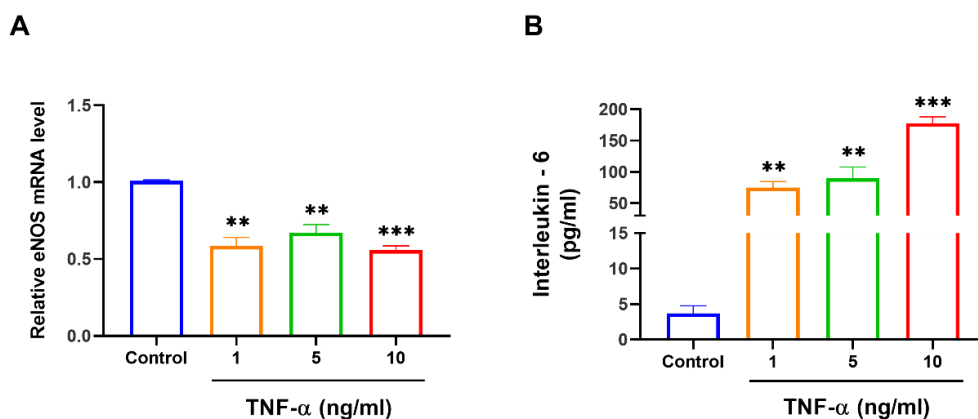 A
Relative eNOS mRNA level
1.5
1.0
0.5
0.0
**
**
***
Control
1
5
10
TNF-α (ng/ml)
B
Interleukin - 6
(pg/ml)
200
150
100
50
15
10
5
0
**
**
***
Control
1
5
10
TNF-α (ng/ml)